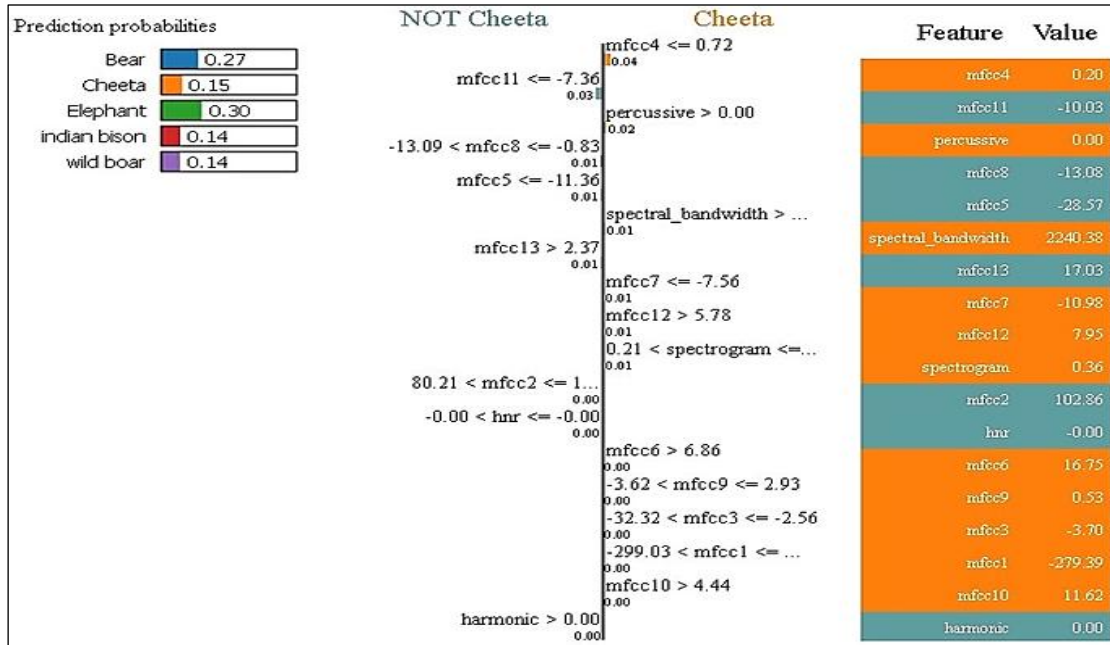 Prediction probabilities
Bear 0.27
Cheeta 0.15
Elephant 0.30
indian bison 0.14
wild boar 0.14
NOT Cheeta Cheeta
mfcc4 <= 0.72
0.04
mfcc11 <= -7.36
0.03
percussive > 0.00
0.02
-13.09 < mfcc8 <= -0.83
0.01
mfcc5 <= -11.36
0.01
spectral_bandwidth > ...
0.01
mfcc13 > 2.37
0.01
mfcc7 <= -7.56
0.01
mfcc12 > 5.78
0.01
0.21 < spectrogram <=...
0.01
80.21 < mfcc2 <= 1...
0.00
-0.00 < hnr <= -0.00
0.00
mfcc6 > 6.86
0.00
-3.62 < mfcc9 <= 2.93
0.00
-32.32 < mfcc3 <= -2.56
0.00
-299.03 < mfcc1 <= ...
0.00
mfcc10 > 4.44
0.00
harmonic > 0.00
0.00
Feature Value
mfcc4 0.20
mfcc11 -10.03
percussive 0.00
mfcc8 -13.08
mfcc5 -28.57
spectral_bandwidth 2240.38
mfcc13 17.03
mfcc7 -10.98
mfcc12 7.95
spectrogram 0.36
mfcc2 102.86
hnr -0.00
mfcc6 16.75
mfcc9 0.53
mfcc3 -3.70
mfcc1 -279.39
mfcc10 11.62
harmonic 0.00